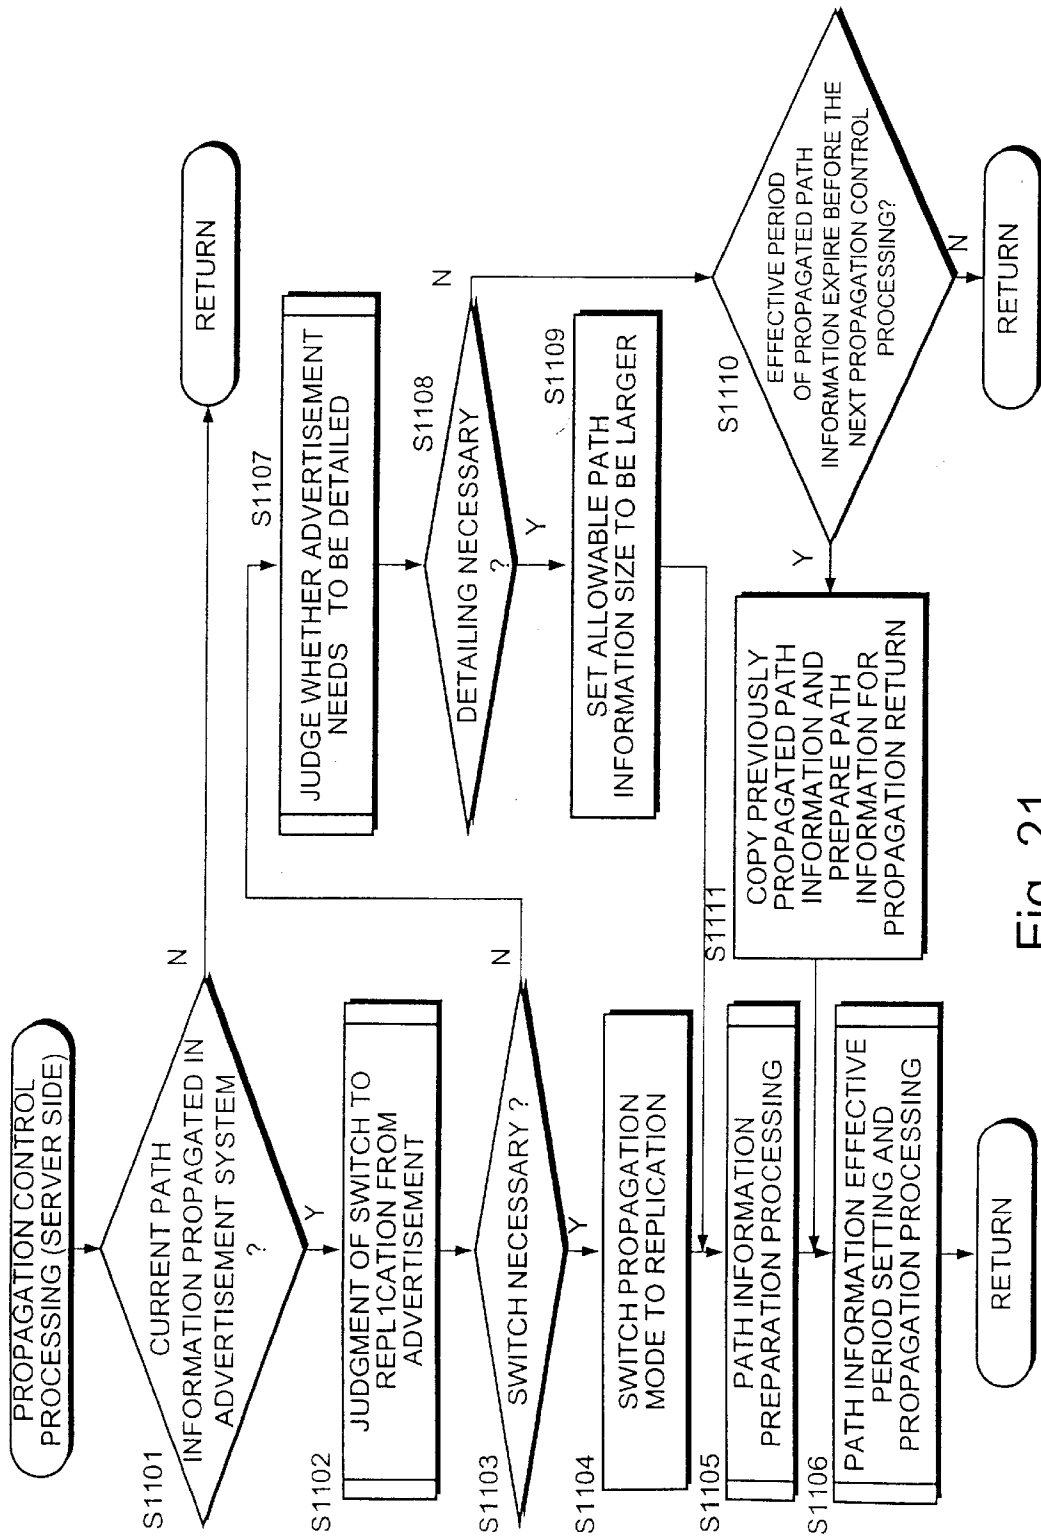 PROPAGATION CONTROL
PROCESSING (SERVER SIDE)
S1101
CURRENT PATH
INFORMATION PROPAGATED IN
ADVERTISEMENT SYSTEM
?
N
RETURN
Y
S1102
JUDGMENT OF SWITCH TO
REPL1CATION FROM
ADVERTISEMENT
S1103
SWITCH NECESSARY ?
N
Y
S1104
SWITCH PROPAGATION
MODE TO REPLICATION
S1105
PATH INFORMATION
PREPARATION PROCESSING
S1106
PATH INFORMATION EFFECTIVE
PERIOD SETTING AND
PROPAGATION PROCESSING
RETURN
S1107
JUDGE WHETHER ADVERTISEMENT
NEEDS TO BE DETAILED
S1108
DETAILING NECESSARY
?
N
Y
S1109
SET ALLOWABLE PATH
INFORMATION SIZE TO BE LARGER
S1110
EFFECTIVE PERIOD
OF PROPAGATED PATH
INFORMATION EXPIRE BEFORE THE
NEXT PROPAGATION CONTROL
PROCESSING?
Y
N
RETURN
S1111
COPY PREVIOUSLY
PROPAGATED PATH
INFORMATION AND
PREPARE PATH
INFORMATION FOR
PROPAGATION RETURN
Fig. 21